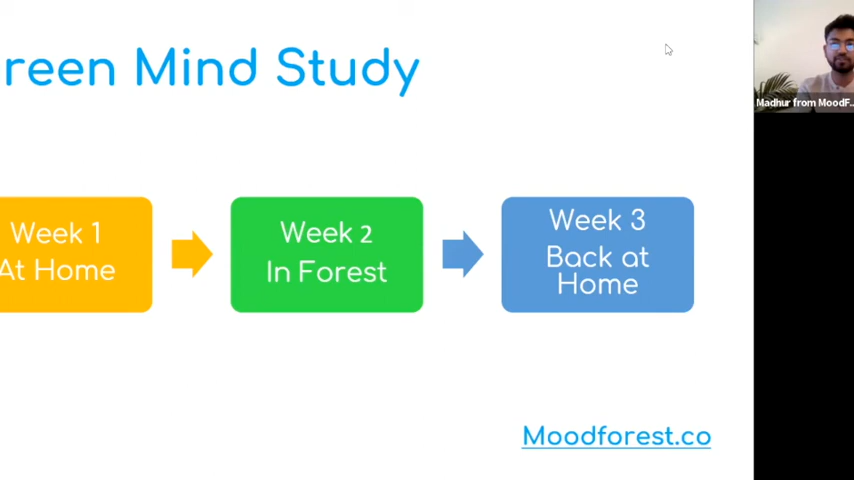 reen Mind Study
Week 1
At Home
Week 2
In Forest
Week 3
Back at
Home
Moodforest.co
Madhur from MoodF...